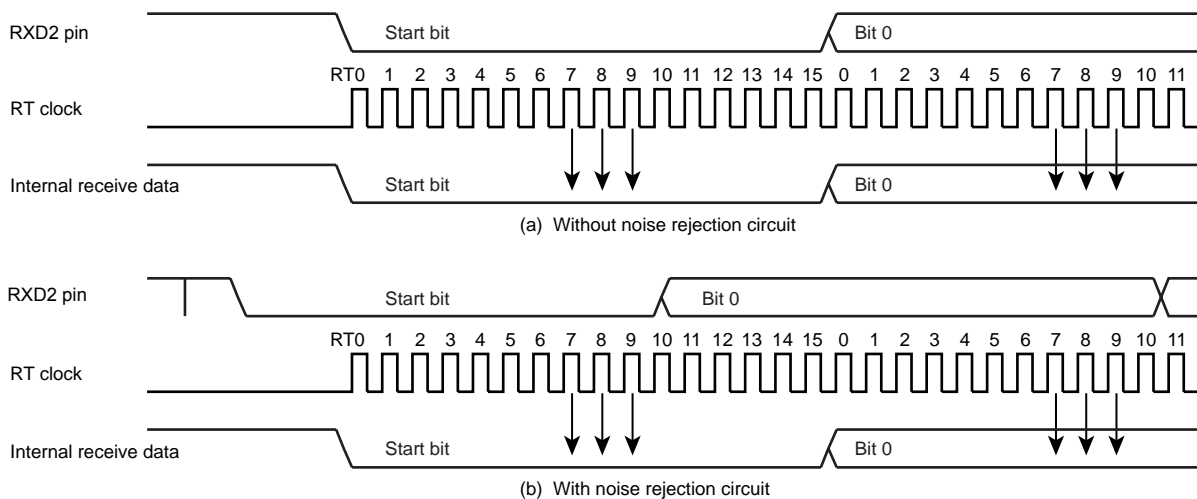 RXD2 pin
Start bit
Bit 0
RT0 1 2 3 4 5 6 7 8 9 10 11 12 13 14 15 0 1 2 3 4 5 6 7 8 9 10 11
RT clock
Internal receive data
Start bit
Bit 0
(a) Without noise rejection circuit
RXD2 pin
Start bit
Bit 0
RT0 1 2 3 4 5 6 7 8 9 10 11 12 13 14 15 0 1 2 3 4 5 6 7 8 9 10 11
RT clock
Internal receive data
Start bit
Bit 0
(b) With noise rejection circuit